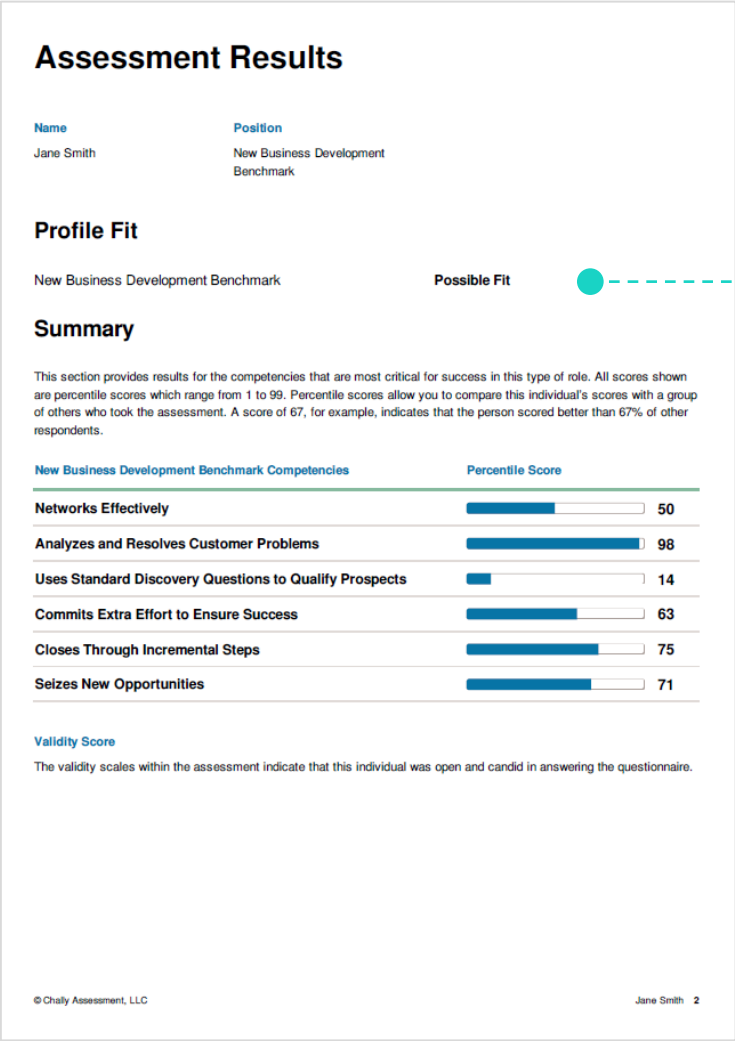 Assessment Results
Name Position
Jane Smith New Business Development
Benchmark
Profile Fit
New Business Development Benchmark Possible Fit
Summary
This section provides results for the competencies that are most critical for success in this type of role. All scores shown
are percentile scores which range from 1 to 99. Percentile scores allow you to compare this individual's scores with a group
of others who took the assessment. A score of 67, for example, indicates that the person scored better than 67% of other
respondents.
New Business Development Benchmark Competencies Percentile Score
Networks Effectively 50
Analyzes and Resolves Customer Problems 98
Uses Standard Discovery Questions to Qualify Prospects 14
Commits Extra Effort to Ensure Success 63
Closes Through Incremental Steps 75
Seizes New Opportunities 71
Validity Score
The validity scales within the assessment indicate that this individual was open and candid in answering the questionnaire.
© Chally Assessment, LLC Jane Smith 2